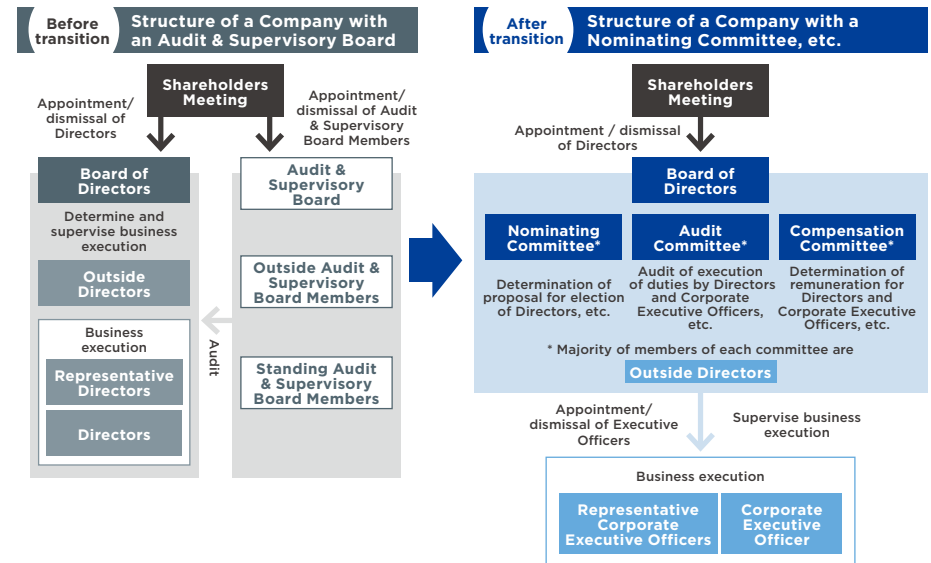 Before
transition
Structure of a Company with
an Audit & Supervisory Board
Shareholders
Meeting
Appointment/
dismissal of
Directors
Appointment/
dismissal of Audit
& Supervisory
Board Members
Board of
Directors
Determine and
supervise business
execution
Outside
Directors
Business
execution
Representative
Directors
Directors
Audit
Audit &
Supervisory
Board
Outside Audit &
Supervisory
Board Members
Standing Audit
& Supervisory
Board Members
After
transition
Structure of a Company with a
Nominating Committee, etc.
Shareholders
Meeting
Appointment / dismissal
of Directors
Board of
Directors
Nominating
Committee*
Determination of
proposal for election
of Directors, etc.
Audit
Committee*
Audit of execution
of duties by Directors
and Corporate
Executive Officers,
etc.
Compensation
Committee*
Determination of
remuneration for
Directors and
Corporate Executive
Officers, etc.
* Majority of members of each committee are
Outside Directors
Appointment/
dismissal of Executive
Officers
Supervise business
execution
Business execution
Representative
Corporate
Executive Officers
Corporate
Executive
Officer